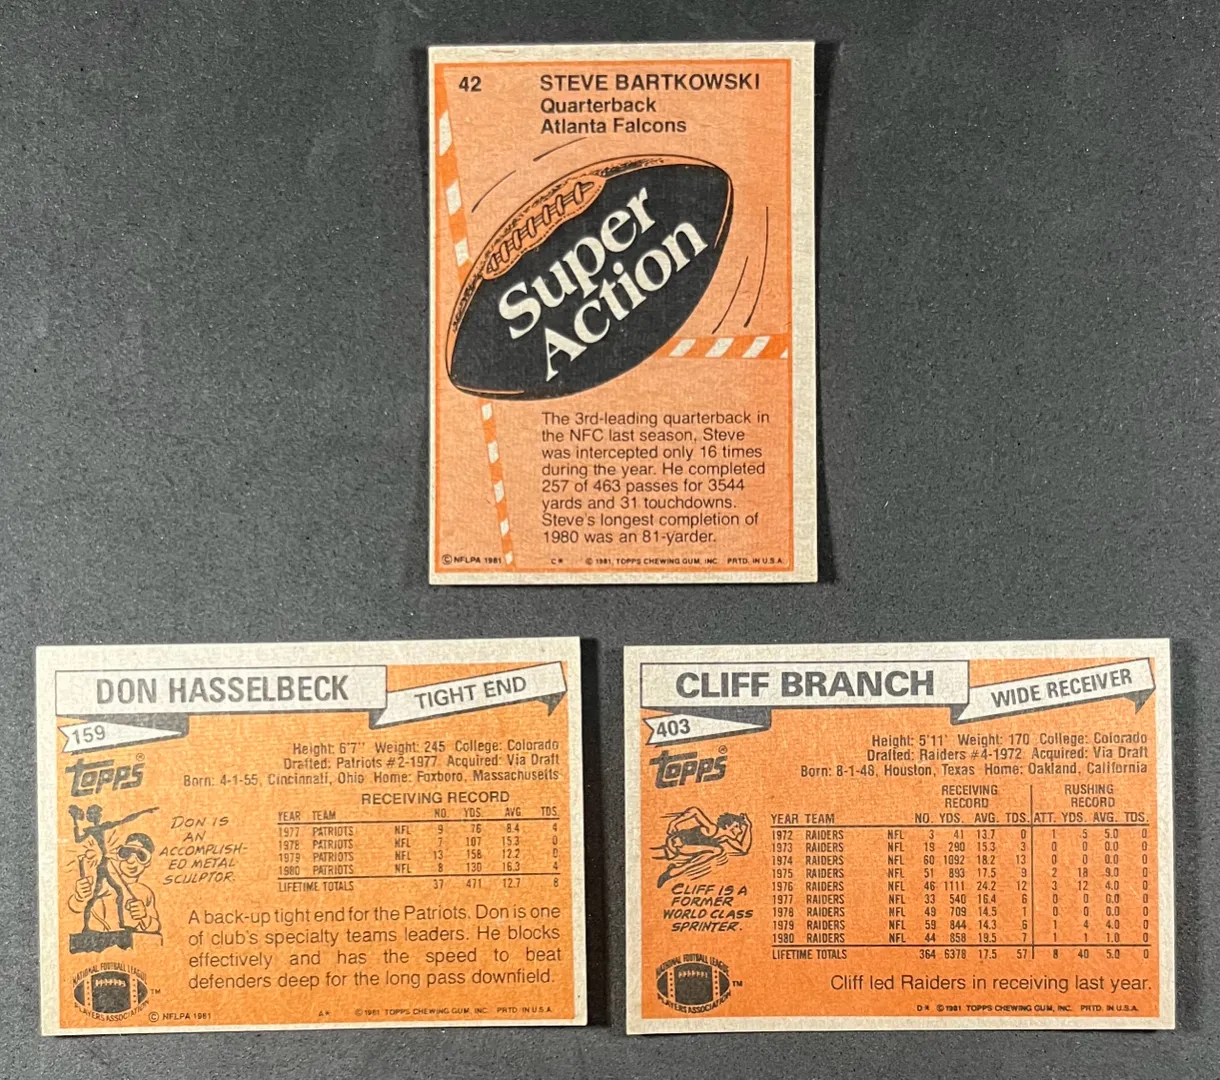 42
STEVE BARTKOWSKI
Quarterback
Atlanta Falcons
Super
Action
The 3rd-leading quarterback in
the NFC last season, Steve
was intercepted only 16 times
during the year. He completed
257 of 463 passes for 3544
yards and 31 touchdowns.
Steve's longest completion of
1980 was an 81-yarder.
© NFLPA 1981 C* © 1981, TOPPS CHEWING GUM, INC. PRTD. IN U.S.A.
DON HASSELBECK
TIGHT END
159
topps®
Height: 6'7" Weight: 245 College: Colorado
Drafted: Patriots #2-1977 Acquired: Via Draft
Born: 4-1-55, Cincinnati, Ohio Home: Foxboro, Massachusetts
DON IS
AN
ACCOMPLISH-
ED METAL
SCULPTOR.
RECEIVING RECORD
YEAR TEAM NO. YDS. AVG TDS.
1977 PATRIOTS NFL 9 76 8.4 4
1978 PATRIOTS NFL 7 107 15.3 0
1979 PATRIOTS NFL 13 158 12.2 0
1980 PATRIOTS NFL 8 130 16.3 4
LIFETIME TOTALS 37 471 12.7 8
A back-up tight end for the Patriots, Don is one
of club's specialty teams leaders. He blocks
effectively and has the speed to beat
defenders deep for the long pass downfield.
NATIONAL FOOTBALL LEAGUE
PLAYERS ASSOCIATION
™
© NFLPA 1981 A* © 1981 TOPPS CHEWING GUM, INC. PRTD IN U.S.A.
CLIFF BRANCH
WIDE RECEIVER
403
topps®
Height: 5'11" Weight: 170 College: Colorado
Drafted: Raiders #4-1972 Acquired: Via Draft
Born: 8-1-48, Houston, Texas Home: Oakland, California
CLIFF IS A
FORMER
WORLD CLASS
SPRINTER.
RECEIVING RUSHING
RECORD RECORD
YEAR TEAM NO. YDS. AVG. TDS. ATT. YDS. AVG. TDS.
1972 RAIDERS NFL 3 41 13.7 0 1 5 5.0 0
1973 RAIDERS NFL 19 290 15.3 3 0 0 0.0 0
1974 RAIDERS NFL 60 1092 18.2 13 0 0 0.0 0
1975 RAIDERS NFL 51 893 17.5 9 2 18 9.0 0
1976 RAIDERS NFL 46 1111 24.2 12 3 12 4.0 0
1977 RAIDERS NFL 33 540 16.4 6 0 0 0.0 0
1978 RAIDERS NFL 49 709 14.5 1 0 0 0.0 0
1979 RAIDERS NFL 59 844 14.3 6 1 4 4.0 0
1980 RAIDERS NFL 44 858 19.5 7 1 1 1.0 0
LIFETIME TOTALS 364 6378 17.5 57 8 40 5.0 0
Cliff led Raiders in receiving last year.
NATIONAL FOOTBALL LEAGUE
PLAYERS ASSOCIATION
™
D* © 1981 TOPPS CHEWING GUM, INC. PRTD. IN U.S.A.